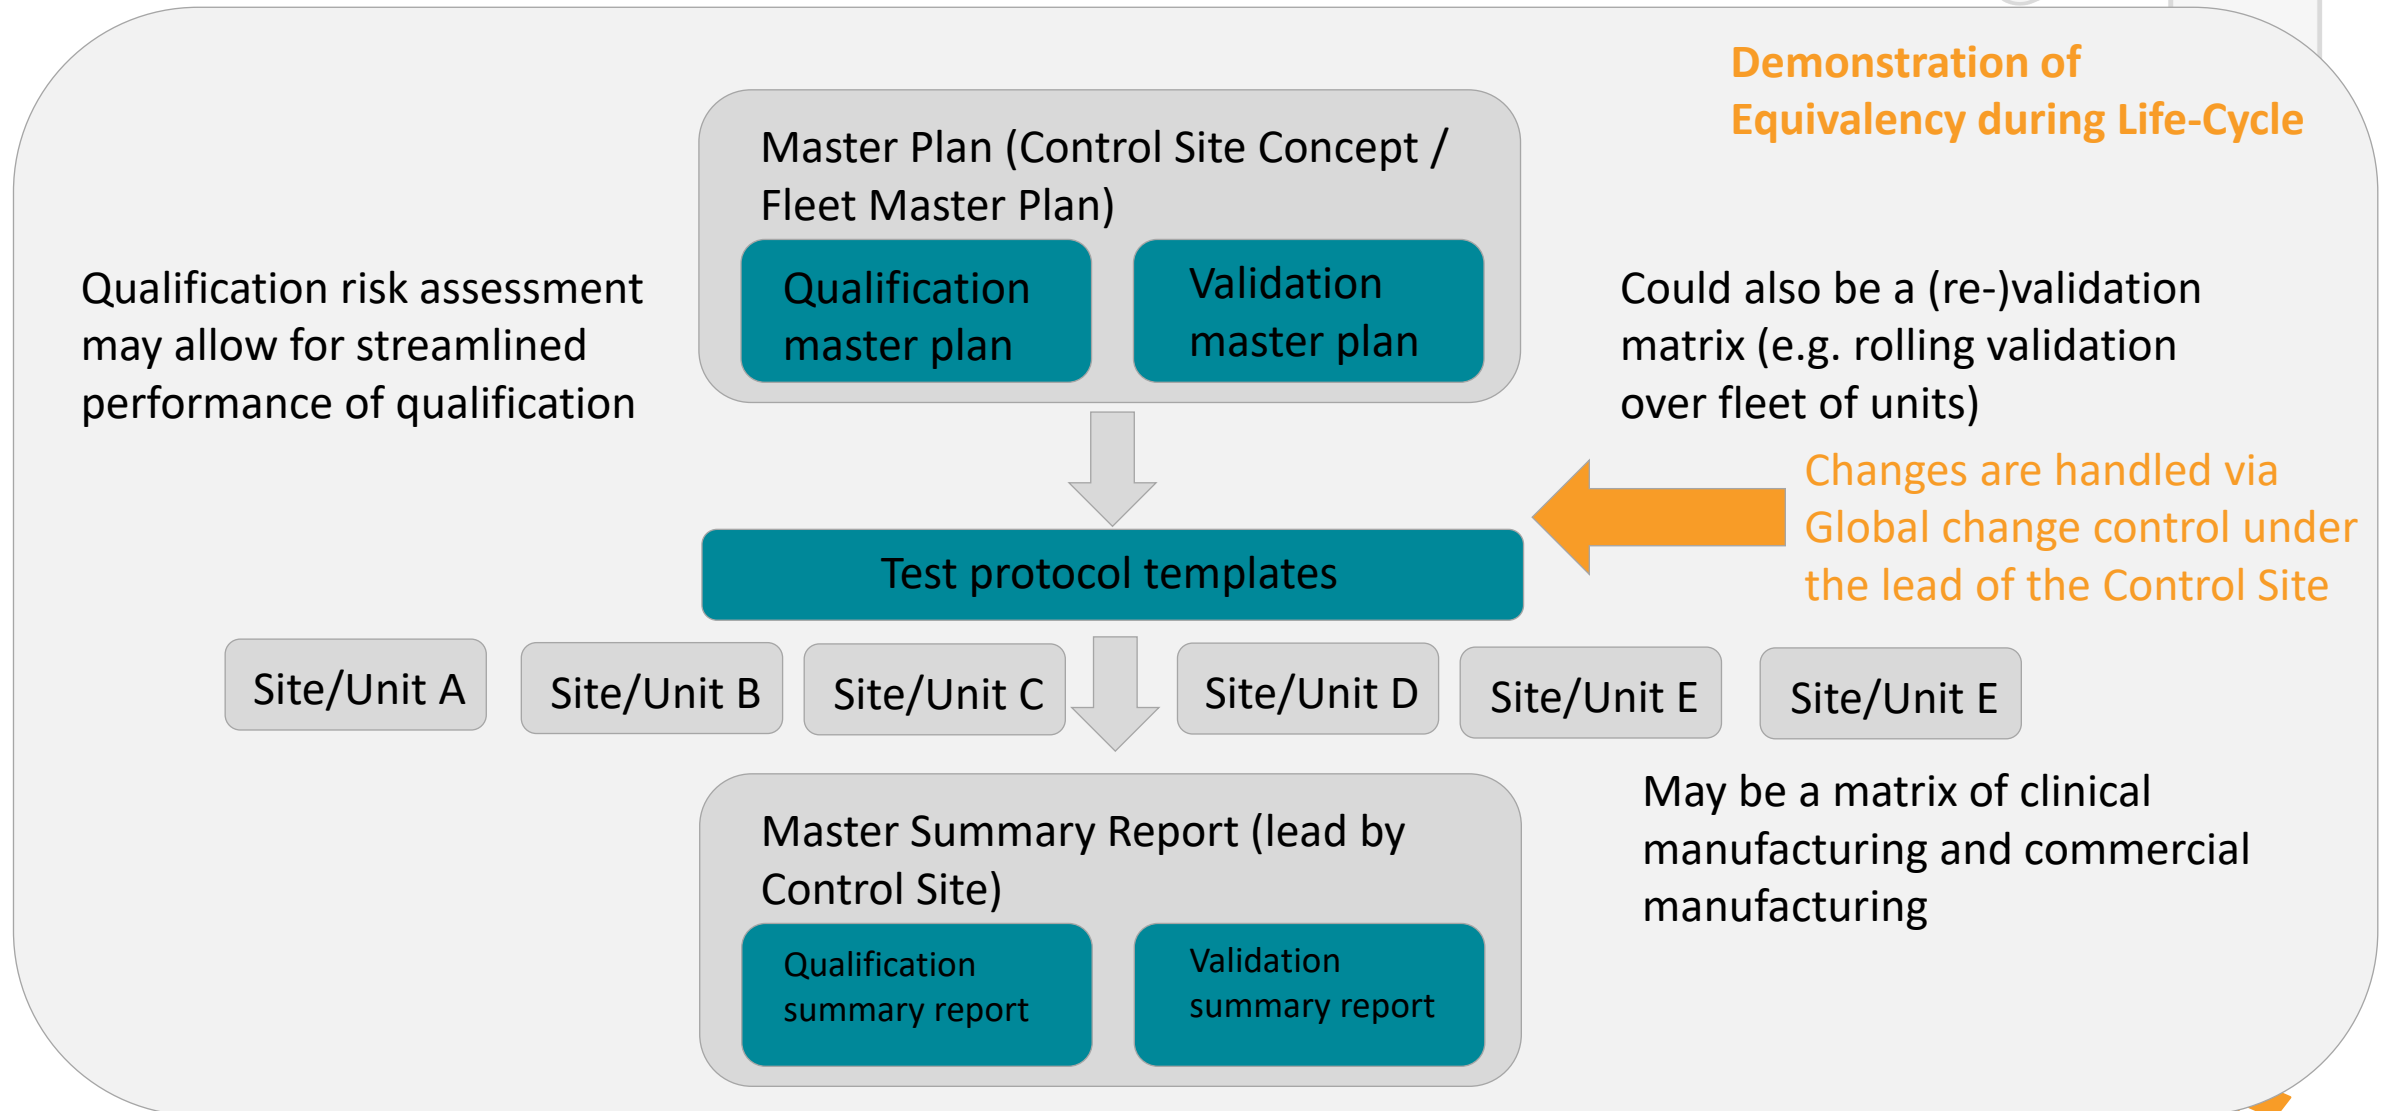 Demonstration of
Equivalency during Life-Cycle
Master Plan (Control Site Concept /
Fleet Master Plan)
Qualification
master plan
Validation
master plan
Qualification risk assessment
may allow for streamlined
performance of qualification
Could also be a (re-)validation
matrix (e.g. rolling validation
over fleet of units)
Changes are handled via
Global change control under
the lead of the Control Site
Test protocol templates
Site/Unit A
Site/Unit B
Site/Unit C
Site/Unit D
Site/Unit E
Site/Unit E
May be a matrix of clinical
manufacturing and commercial
manufacturing
Master Summary Report (lead by
Control Site)
Qualification
summary report
Validation
summary report